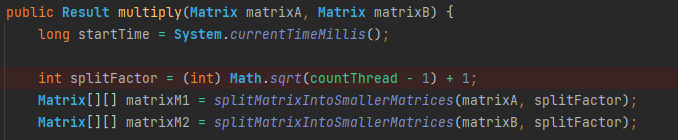 public Result multiply(Matrix matrixA, Matrix matrixB) {
long startTime = System.currentTimeMillis();
int splitFactor = (int) Math.sqrt(countThread - 1) + 1;
Matrix[][] matrixM1 = splitMatrixIntoSmallerMatrices(matrixA, splitFactor);
Matrix[][] matrixM2 = splitMatrixIntoSmallerMatrices(matrixB, splitFactor);